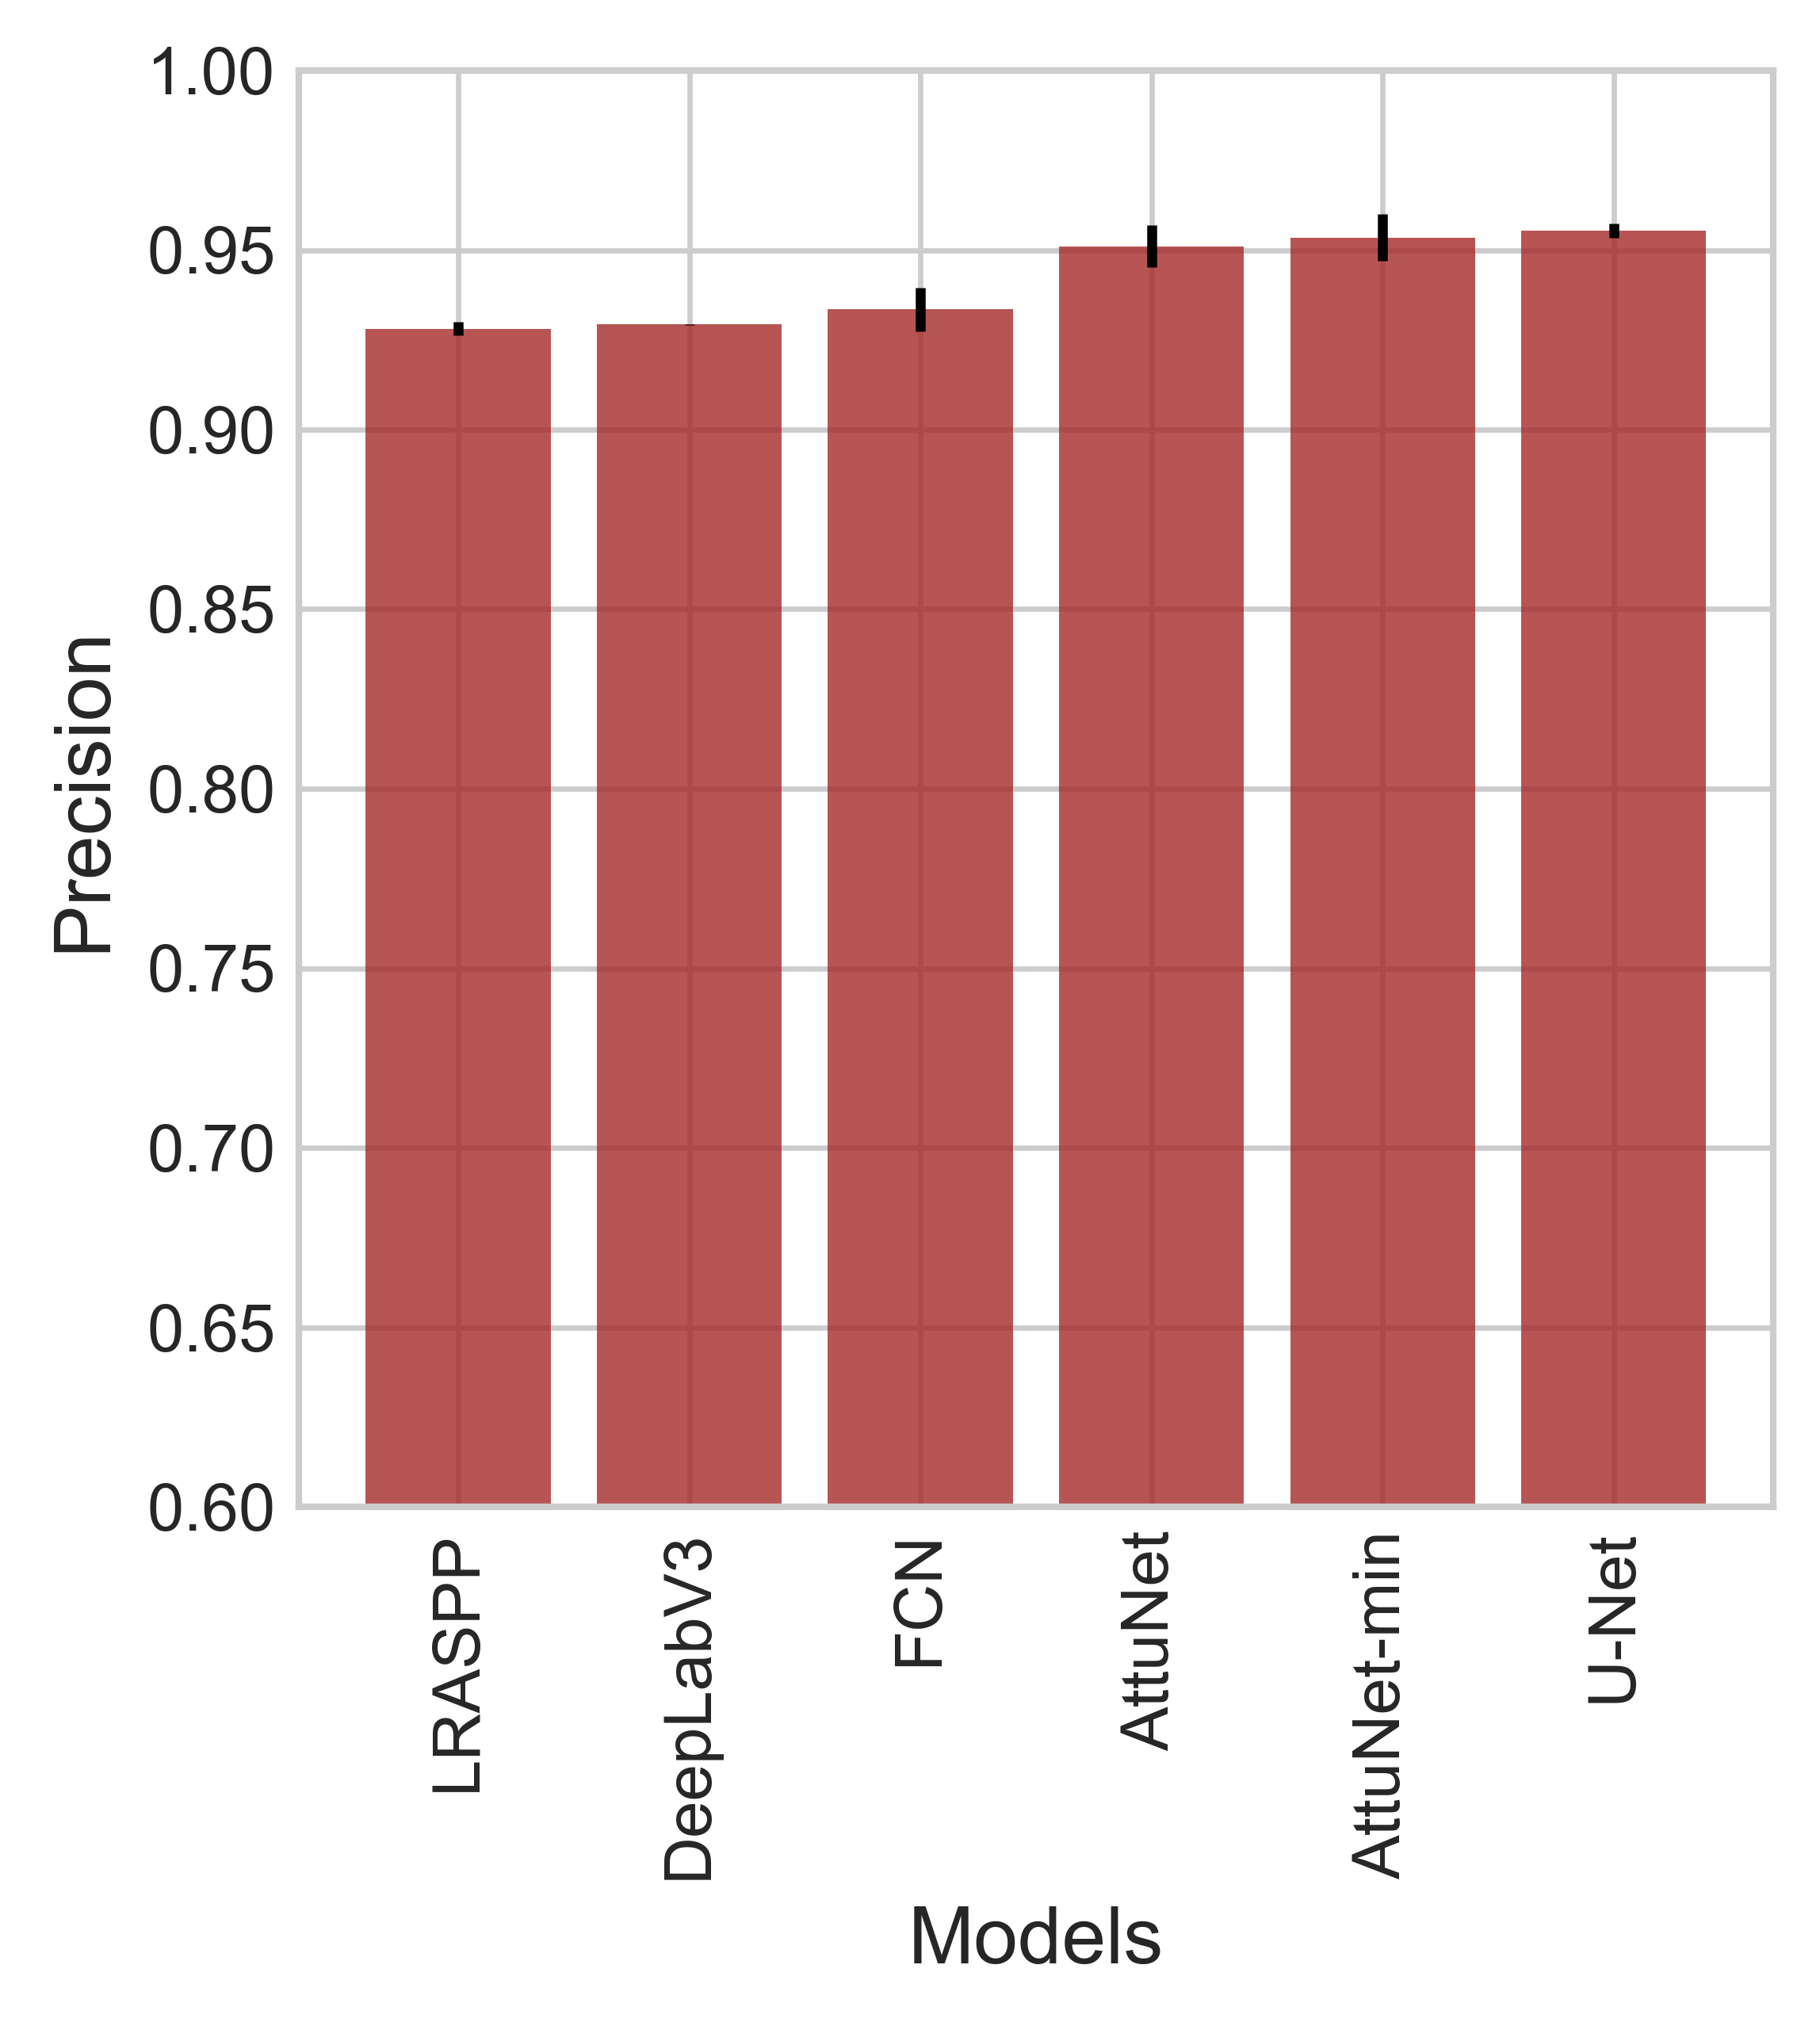 1.00
0.95
0.90
0.85
0.80
0.75
0.70
0.65
0.60
Precision
LRASPP
DeepLabV3
FCN
AttuNet
AttuNet-min
U-Net
Models